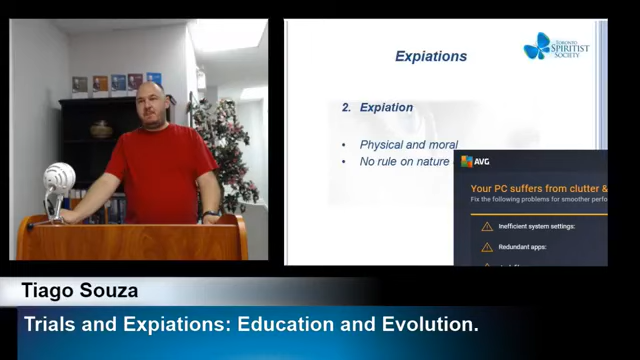 Expiations
TORONTO
SPIRITIST
SOCIETY
2. Expiation
• Physical and moral
• No rule on nature
AVG
Your PC suffers from clutter &
Fix the following problems for smoother perfo
Inefficient system settings:
Redundant apps:
Tiago Souza
Trials and Expiations: Education and Evolution.